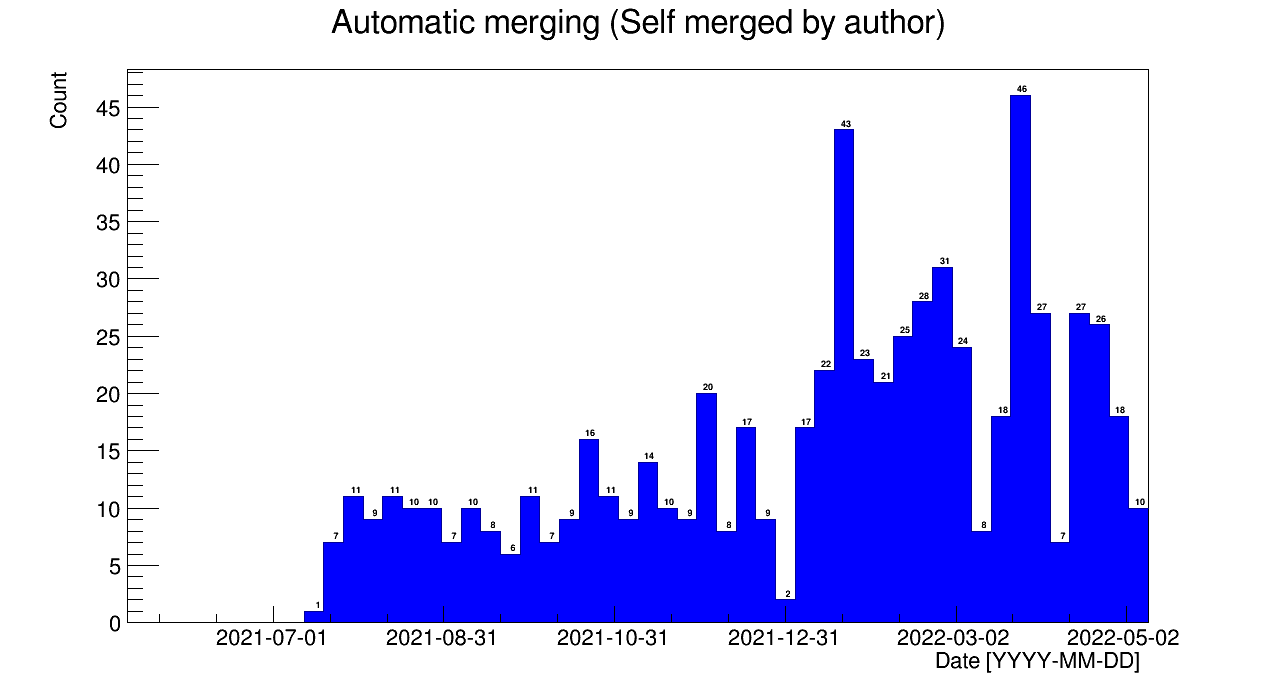 Automatic merging (Self merged by author)
Count
45
40
35
30
25
20
15
10
5
0
1 7 11 9 11 10 10 7 10 8 6 11 7 9 16 11 9 14 10 9 20 8 17 9 2 17 22 43 23 21 25 28 31 24 8 18 46 27 7 27 26 18 10
2021-07-01 2021-08-31 2021-10-31 2021-12-31 2022-03-02 2022-05-02
Date [YYYY-MM-DD]